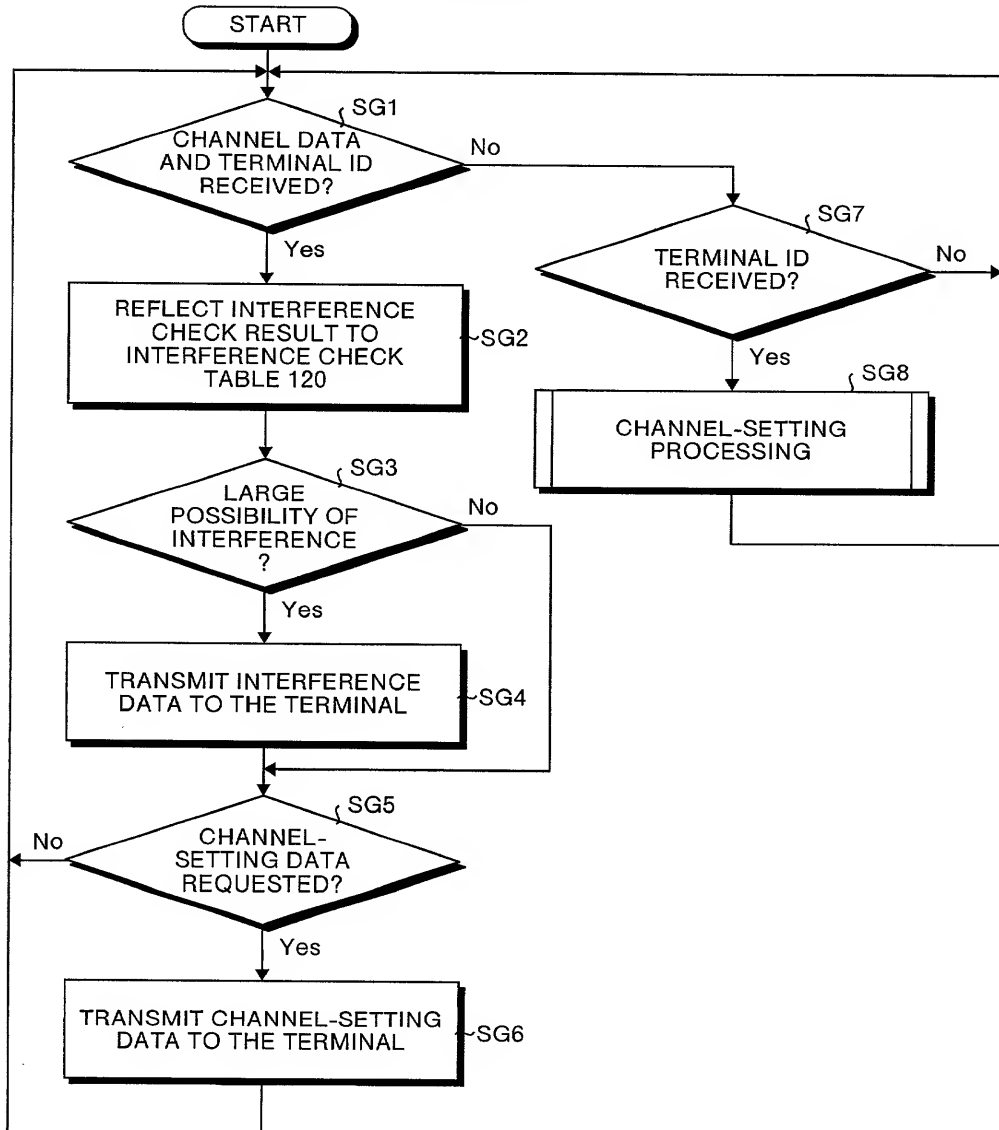 START
SG1
CHANNEL DATA
AND TERMINAL ID
RECEIVED?
No
Yes
SG7
TERMINAL ID
RECEIVED?
No
Yes
REFLECT INTERFERENCE
CHECK RESULT TO
INTERFERENCE CHECK
TABLE 120
SG2
SG8
CHANNEL-SETTING
PROCESSING
SG3
LARGE
POSSIBILITY OF
INTERFERENCE
?
No
Yes
TRANSMIT INTERFERENCE
DATA TO THE TERMINAL
SG4
SG5
CHANNEL-
SETTING DATA
REQUESTED?
No
Yes
TRANSMIT CHANNEL-SETTING
DATA TO THE TERMINAL
SG6